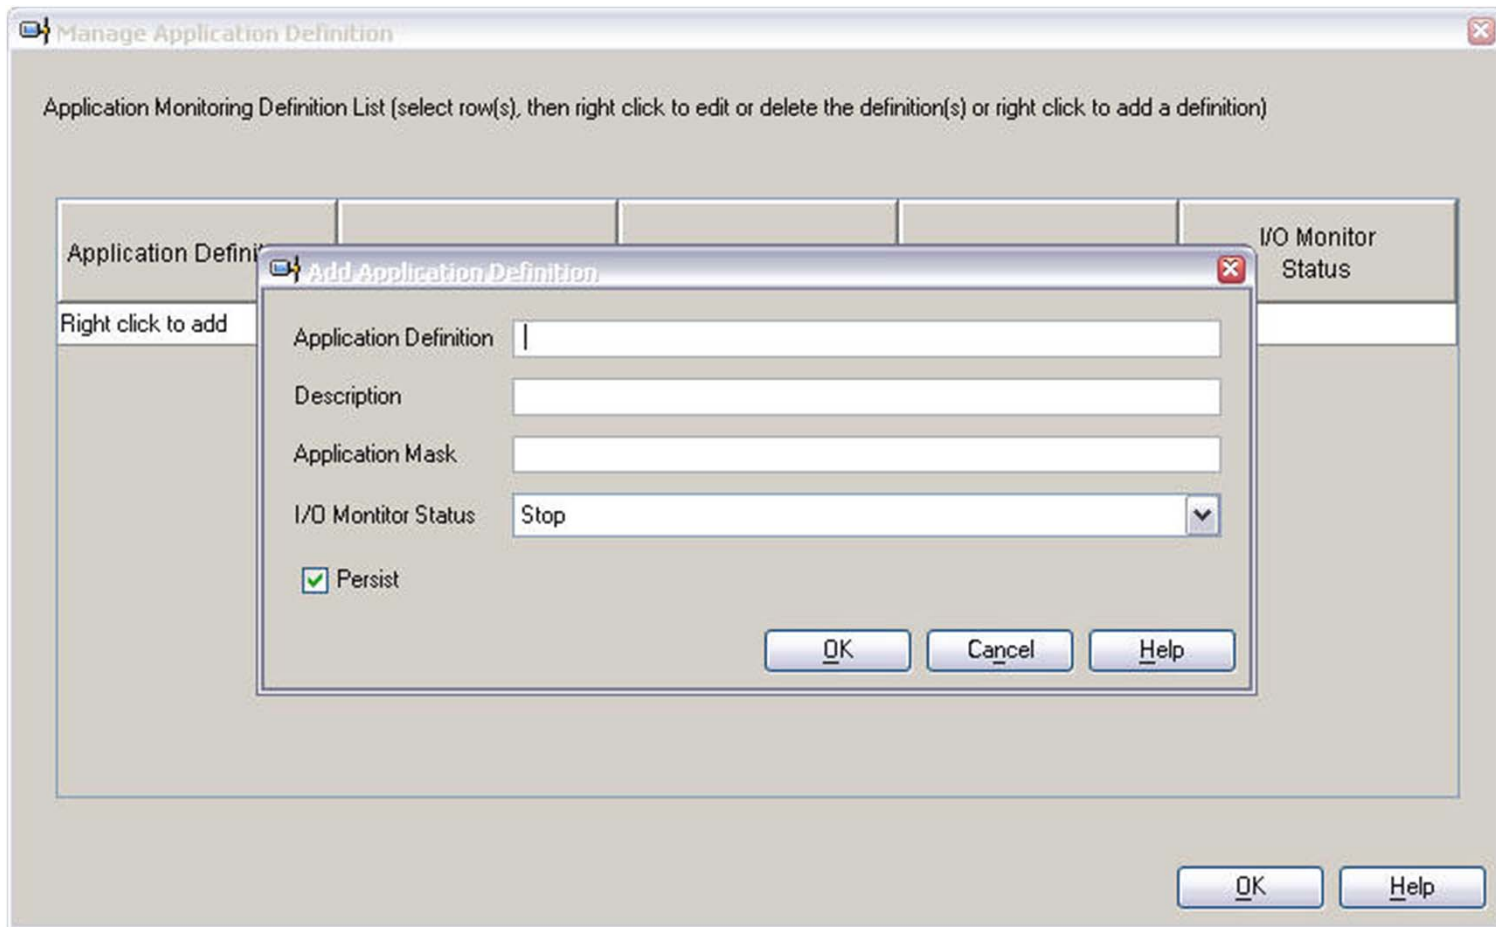 Manage Application Definition
Application Monitoring Definition List (select row(s), then right click to edit or delete the definition(s) or right click to add a definition)
Application Defini
I/O Monitor
Status
Right click to add
Add Application Definition
Application Definition
Description
Application Mask
I/O Montitor Status
Stop
Persist
OK
Cancel
Help
OK
Help